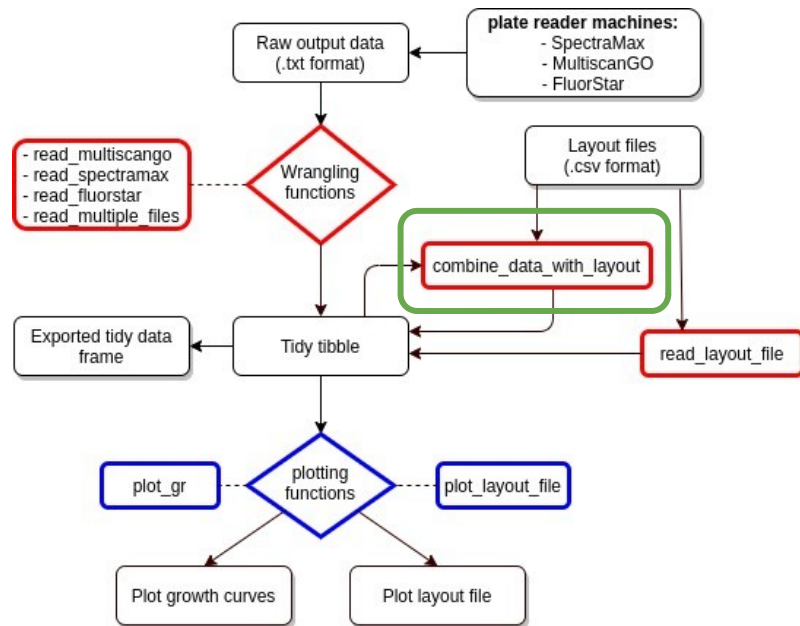 plate reader machines:
- SpectraMax
- MultiscanGO
- FluorStar
Raw output data
(.txt format)
Layout files
(.csv format)
- read_multiscango
- read_spectramax
- read_fluorstar
- read_multiple_files
Wrangling
functions
combine_data_with_layout
Exported tidy data
frame
Tidy tibble
read_layout_file
plot_gr
plotting
functions
plot_layout_file
Plot growth curves
Plot layout file